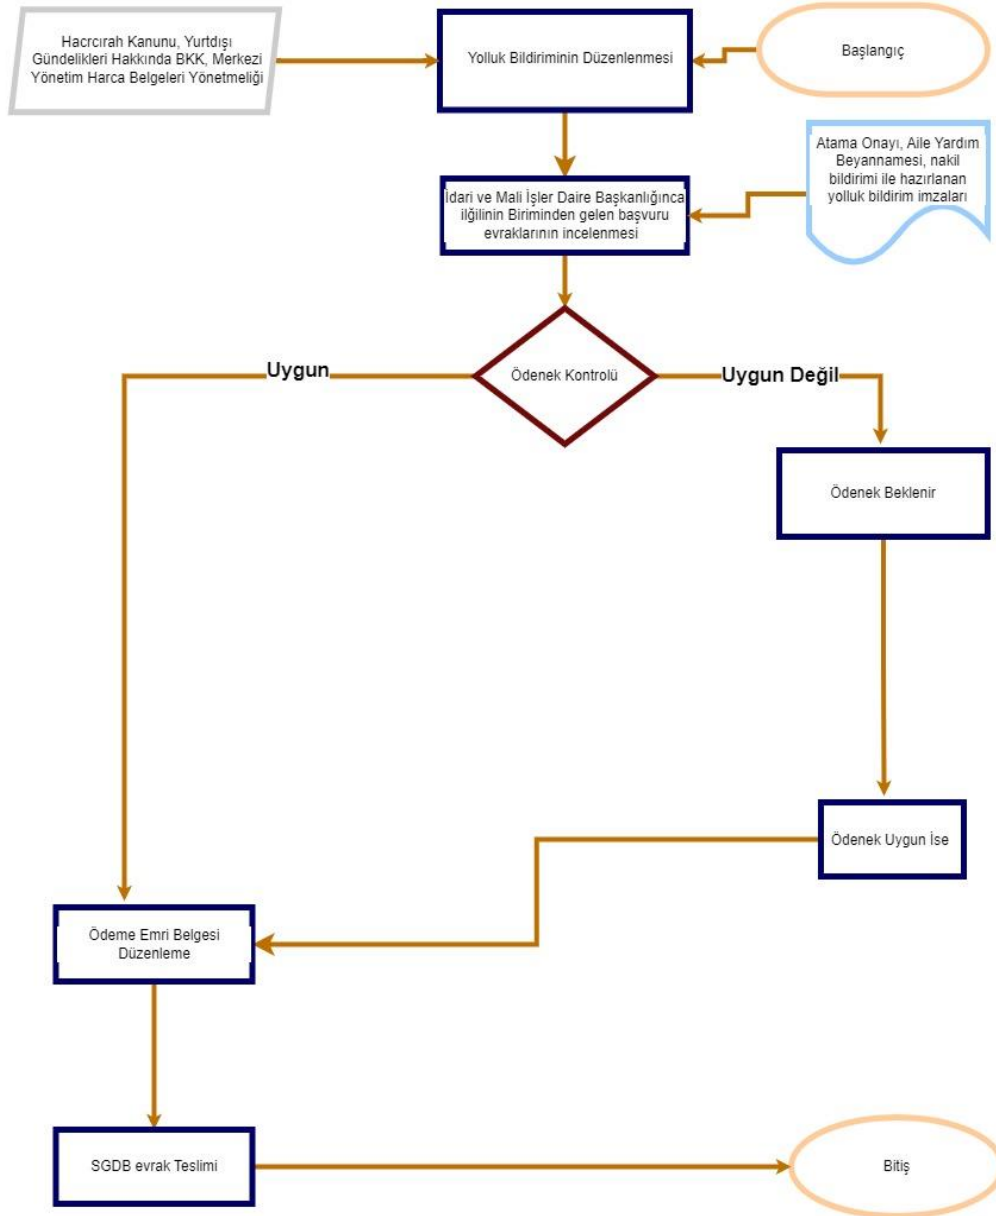 Hacrcırah Kanunu, Yurtdışı
Gündelikleri Hakkında BKK, Merkezi
Yönetim Harca Belgeleri Yönetmeliği
Yolluk Bildiriminin Düzenlenmesi
Başlangıç
Atama Onayı, Aile Yardım
Beyannamesi, nakil
bildirimi ile hazırlanan
yolluk bildirim imzaları
İdari ve Mali İşler Daire Başkanlığınca
ilğilinin Biriminden gelen başvuru
evraklarının incelenmesi
Uygun
Ödenek Kontrolü
Uygun Değil
Ödenek Beklenir
Ödenek Uygun İse
Ödeme Emri Belgesi
Düzenleme
SGDB evrak Teslimi
Bitiş